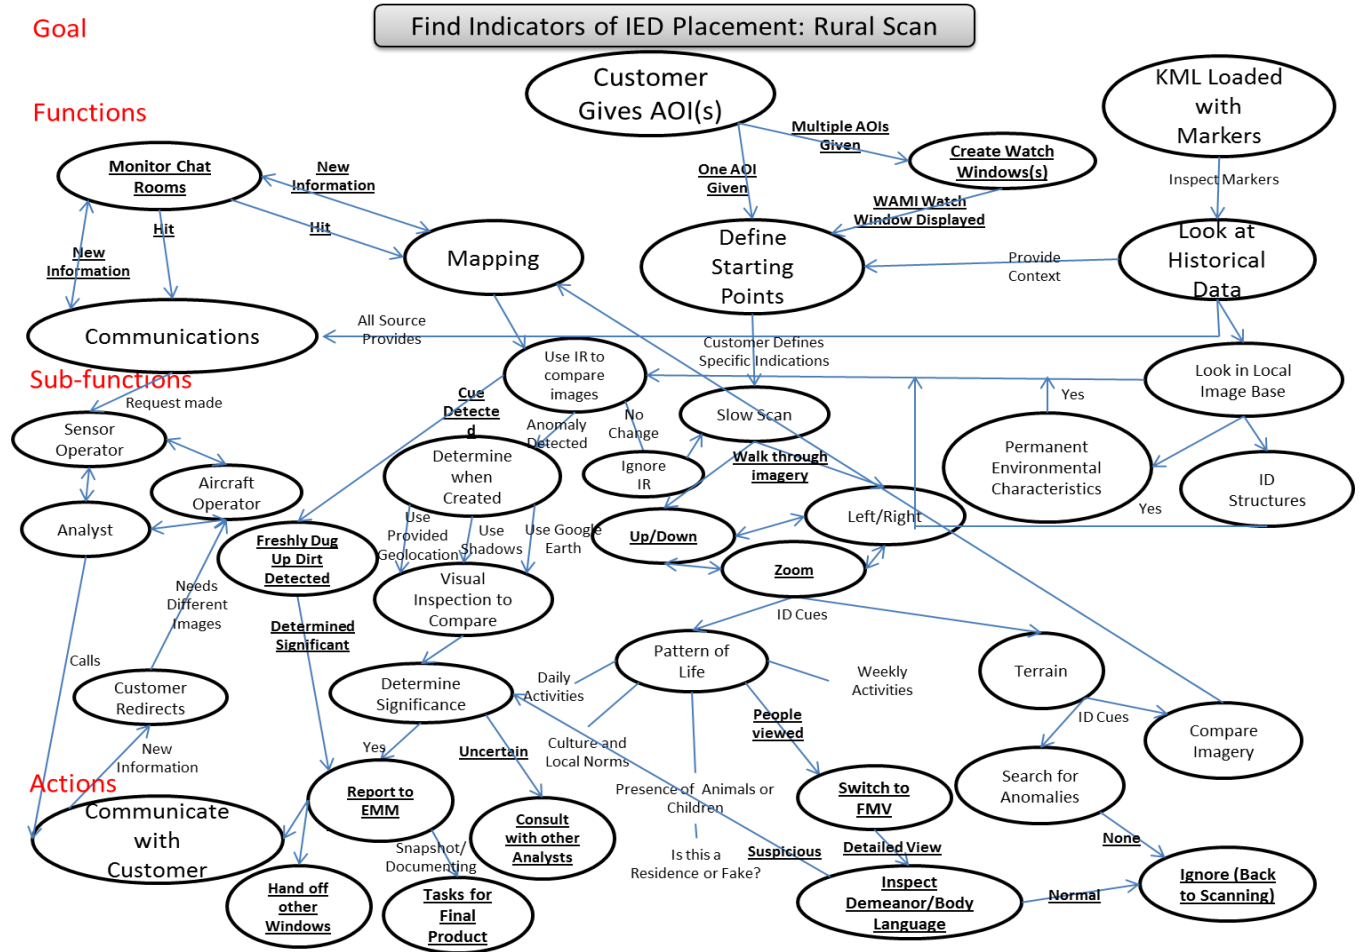 Goal
Find Indicators of IED Placement: Rural Scan
Functions
Customer
Gives AOI(s)
KML Loaded
with
Markers
Multiple AOIs
Given
Create Watch
Windows(s)
Monitor Chat
Rooms
New
Information
One AOI
Given
Inspect Markers
WAMI Watch
Window Displayed
Hit
Hit
New
Information
Mapping
Define
Starting
Points
Provide
Context
Look at
Historical
Data
Communications
All Source
Provides
Customer Defines
Specific Indications
Sub-functions
Request made
Use IR to
compare
images
Look in Local
Image Base
Cue
Detecte
d
Anomaly
Detected
No
Change
Slow Scan
Yes
Sensor
Operator
Determine
when
Created
Ignore
IR
Walk through
imagery
Permanent
Environmental
Characteristics
ID
Structures
Aircraft
Operator
Analyst
Use
Provided
Geolocation
Use
Shadows
Use Google
Earth
Left/Right
Yes
Freshly Dug
Up Dirt
Detected
Up/Down
Zoom
Needs
Different
Images
Visual
Inspection to
Compare
ID Cues
Determined
Significant
Calls
Pattern of
Life
Terrain
Customer
Redirects
Determine
Significance
Daily
Activities
Weekly
Activities
ID Cues
People
viewed
Compare
Imagery
New
Information
Yes
Uncertain
Culture and
Local Norms
Actions
Search for
Anomalies
Communicate
with
Customer
Report to
EMM
Presence of Animals or
Children
Switch to
FMV
Consult
with other
Analysts
None
Snapshot/
Documenting
Is this a
Residence or Fake?
Suspicious
Detailed View
Hand off
other
Windows
Tasks for
Final
Product
Inspect
Demeanor/Body
Language
Normal
Ignore (Back
to Scanning)